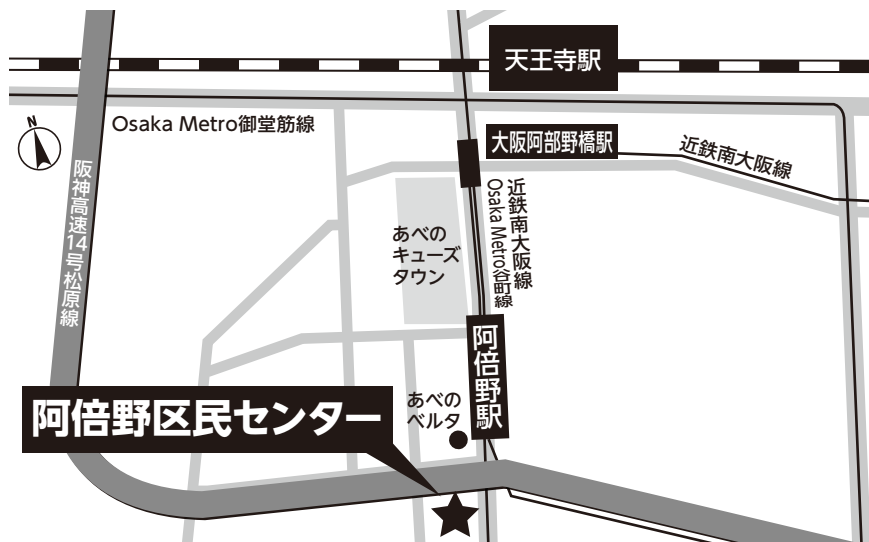 天王寺駅
N
Osaka Metro御堂筋線
大阪阿部野橋駅
近鉄南大阪線
阪神高速14号松原線
近鉄南大阪線
Osaka Metro谷町線
あべの
キューズ
タウン
阿倍野駅
あべの
ベルタ
阿倍野区民センター